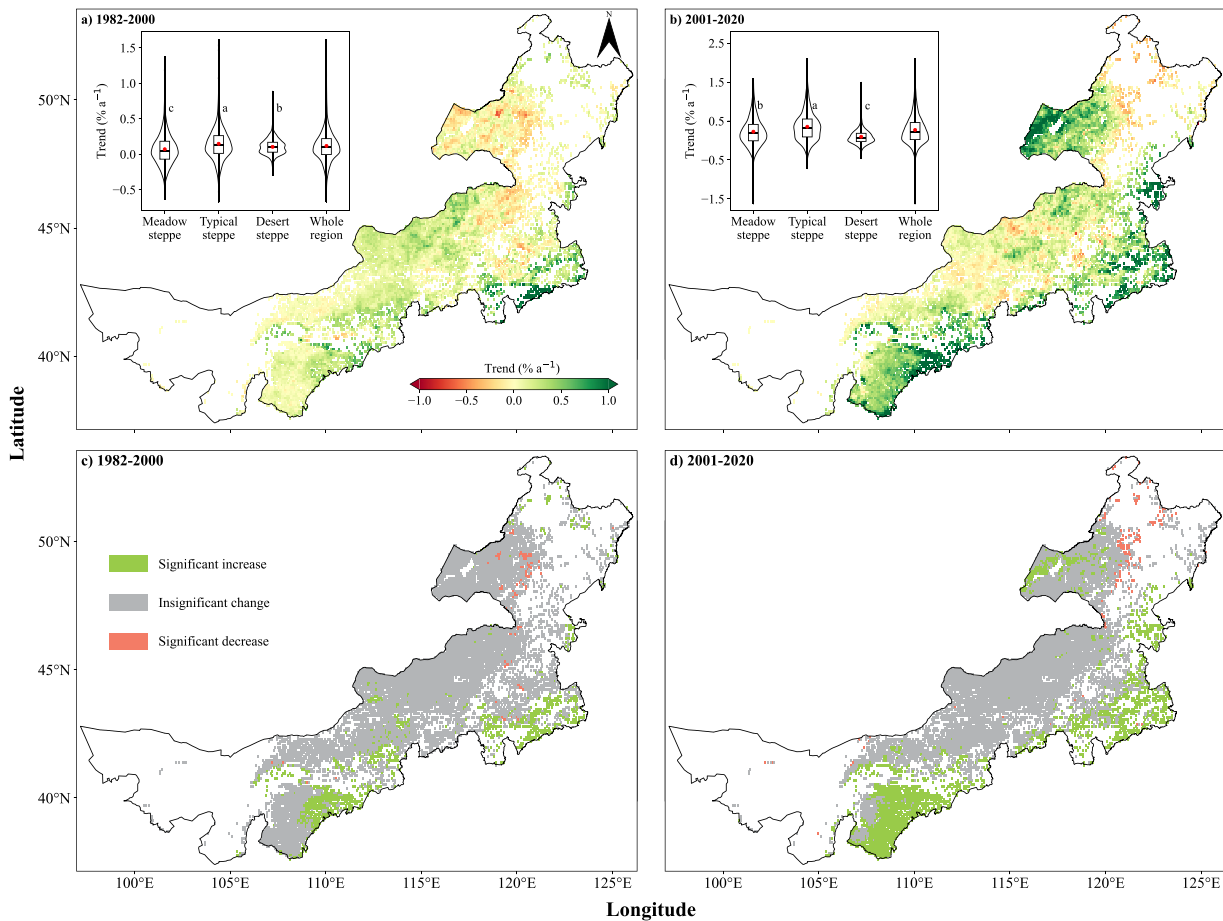 a) 1982-2000
N
b) 2001-2020
1.5
1.0
0.5
0.0
−0.5
Trend (% a⁻¹)
c
a
b
Meadow steppe
Typical steppe
Desert steppe
Whole region
2.5
1.5
0.5
−0.5
−1.5
Trend (% a⁻¹)
b
a
c
Meadow steppe
Typical steppe
Desert steppe
Whole region
50°N
45°N
40°N
Trend (% a⁻¹)
−1.0 −0.5 0.0 0.5 1.0
Latitude
c) 1982-2000
d) 2001-2020
50°N
45°N
40°N
Significant increase
Insignificant change
Significant decrease
100°E 105°E 110°E 115°E 120°E 125°E
100°E 105°E 110°E 115°E 120°E 125°E
Longitude